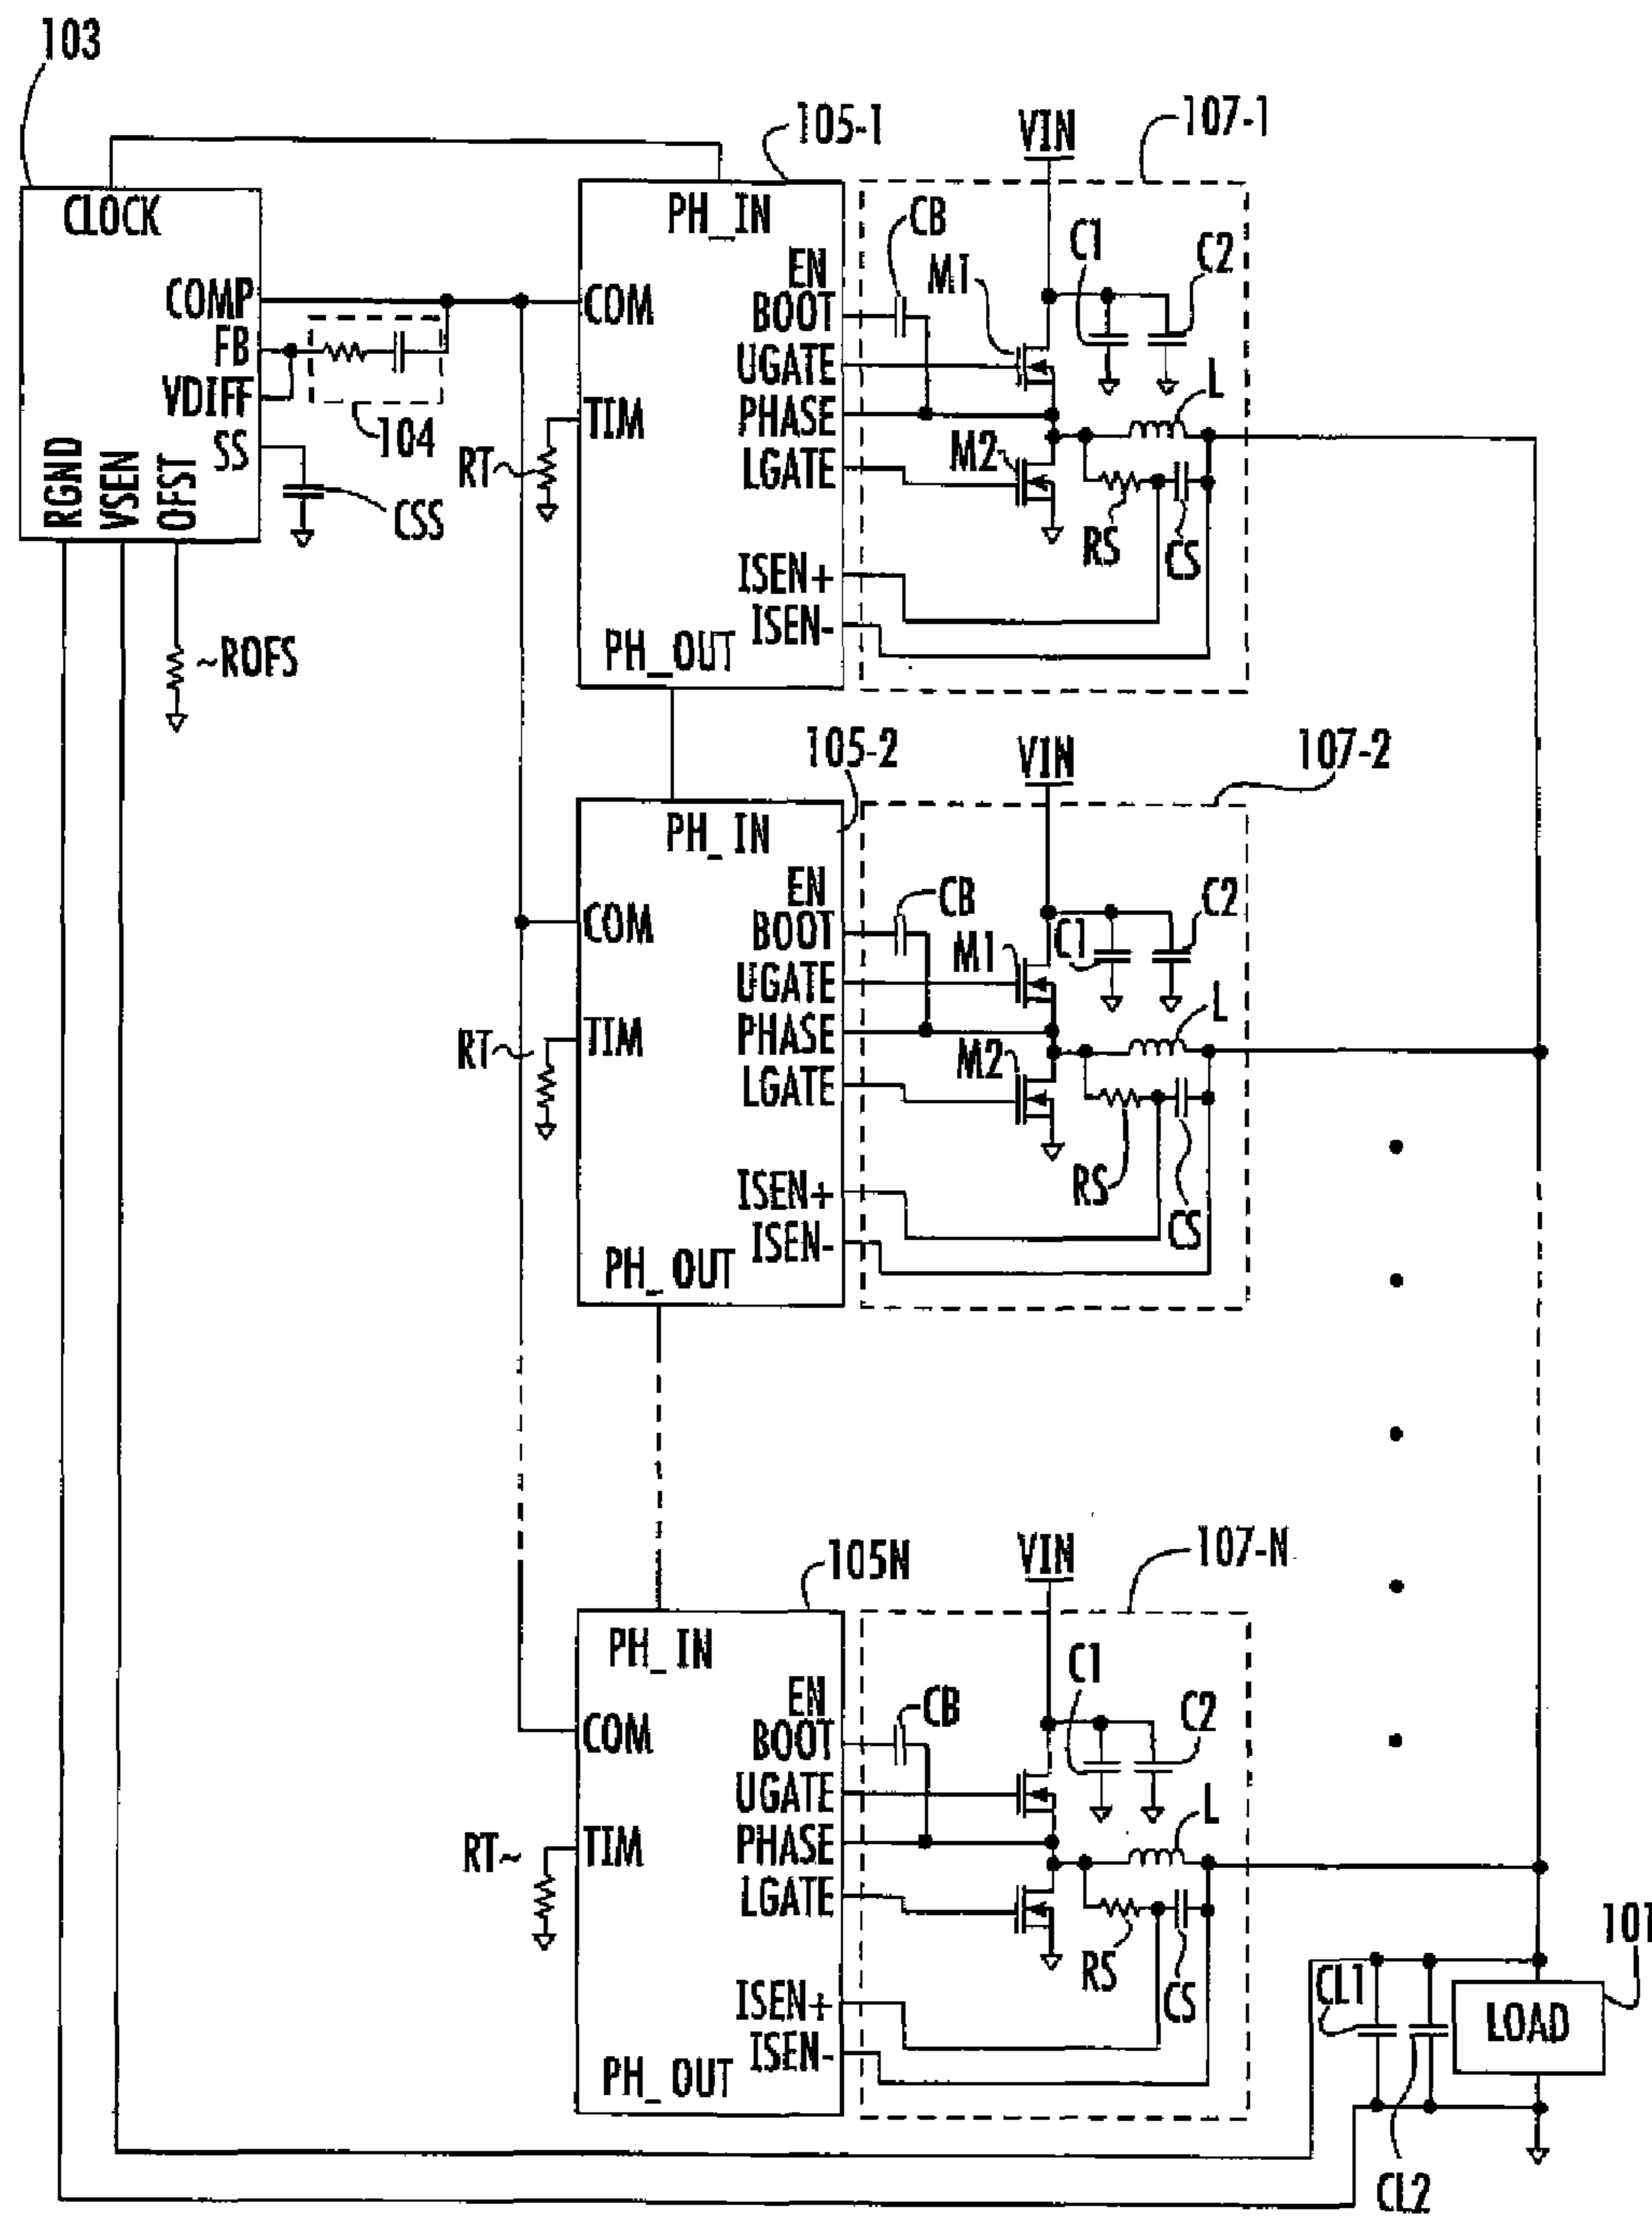 103
CLOCK
COMP
FB
VDIFF
SS
RGND
VSEN
OFST
104
CSS
~ROFS
105-1
PH_IN
COM
TIM
RT~
EN
BOOT
UGATE
PHASE
LGATE
ISEN+
ISEN-
PH_OUT
VIN
107-1
CB
M1
C1
C2
L
M2
RS
CS
105-2
PH_IN
COM
TIM
RT~
EN
BOOT
UGATE
PHASE
LGATE
ISEN+
ISEN-
PH_OUT
VIN
107-2
CB
M1
C1
C2
L
M2
RS
CS
105N
PH_IN
COM
TIM
RT~
EN
BOOT
UGATE
PHASE
LGATE
ISEN+
ISEN-
PH_OUT
VIN
107-N
CB
C1
C2
L
RS
CS
101
CL1
LOAD
CL2